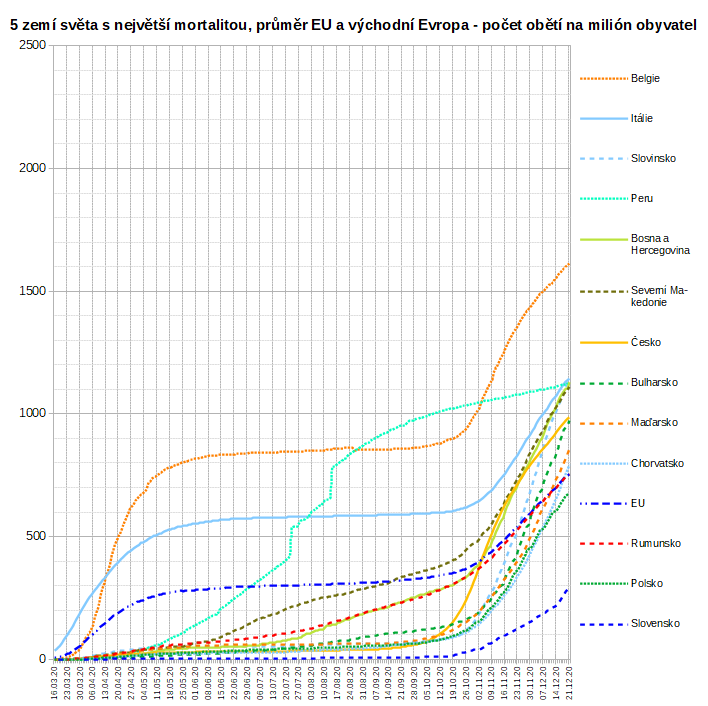 5 zemí světa s největší mortalitou, průměr EU a východní Evropa - počet obětí na milión obyvatel
2500
2000
1500
1000
500
0
16.03.20
23.03.20
30.03.20
06.04.20
13.04.20
20.04.20
27.04.20
04.05.20
11.05.20
18.05.20
25.05.20
01.06.20
08.06.20
15.06.20
22.06.20
29.06.20
06.07.20
13.07.20
20.07.20
27.07.20
03.08.20
10.08.20
17.08.20
24.08.20
31.08.20
07.09.20
14.09.20
21.09.20
28.09.20
05.10.20
12.10.20
19.10.20
26.10.20
02.11.20
09.11.20
16.11.20
23.11.20
30.11.20
07.12.20
14.12.20
21.12.20
Belgie
Itálie
Slovinsko
Peru
Bosna a
Hercegovina
Severní Ma-
kedonie
Česko
Bulharsko
Maďarsko
Chorvatsko
EU
Rumunsko
Polsko
Slovensko